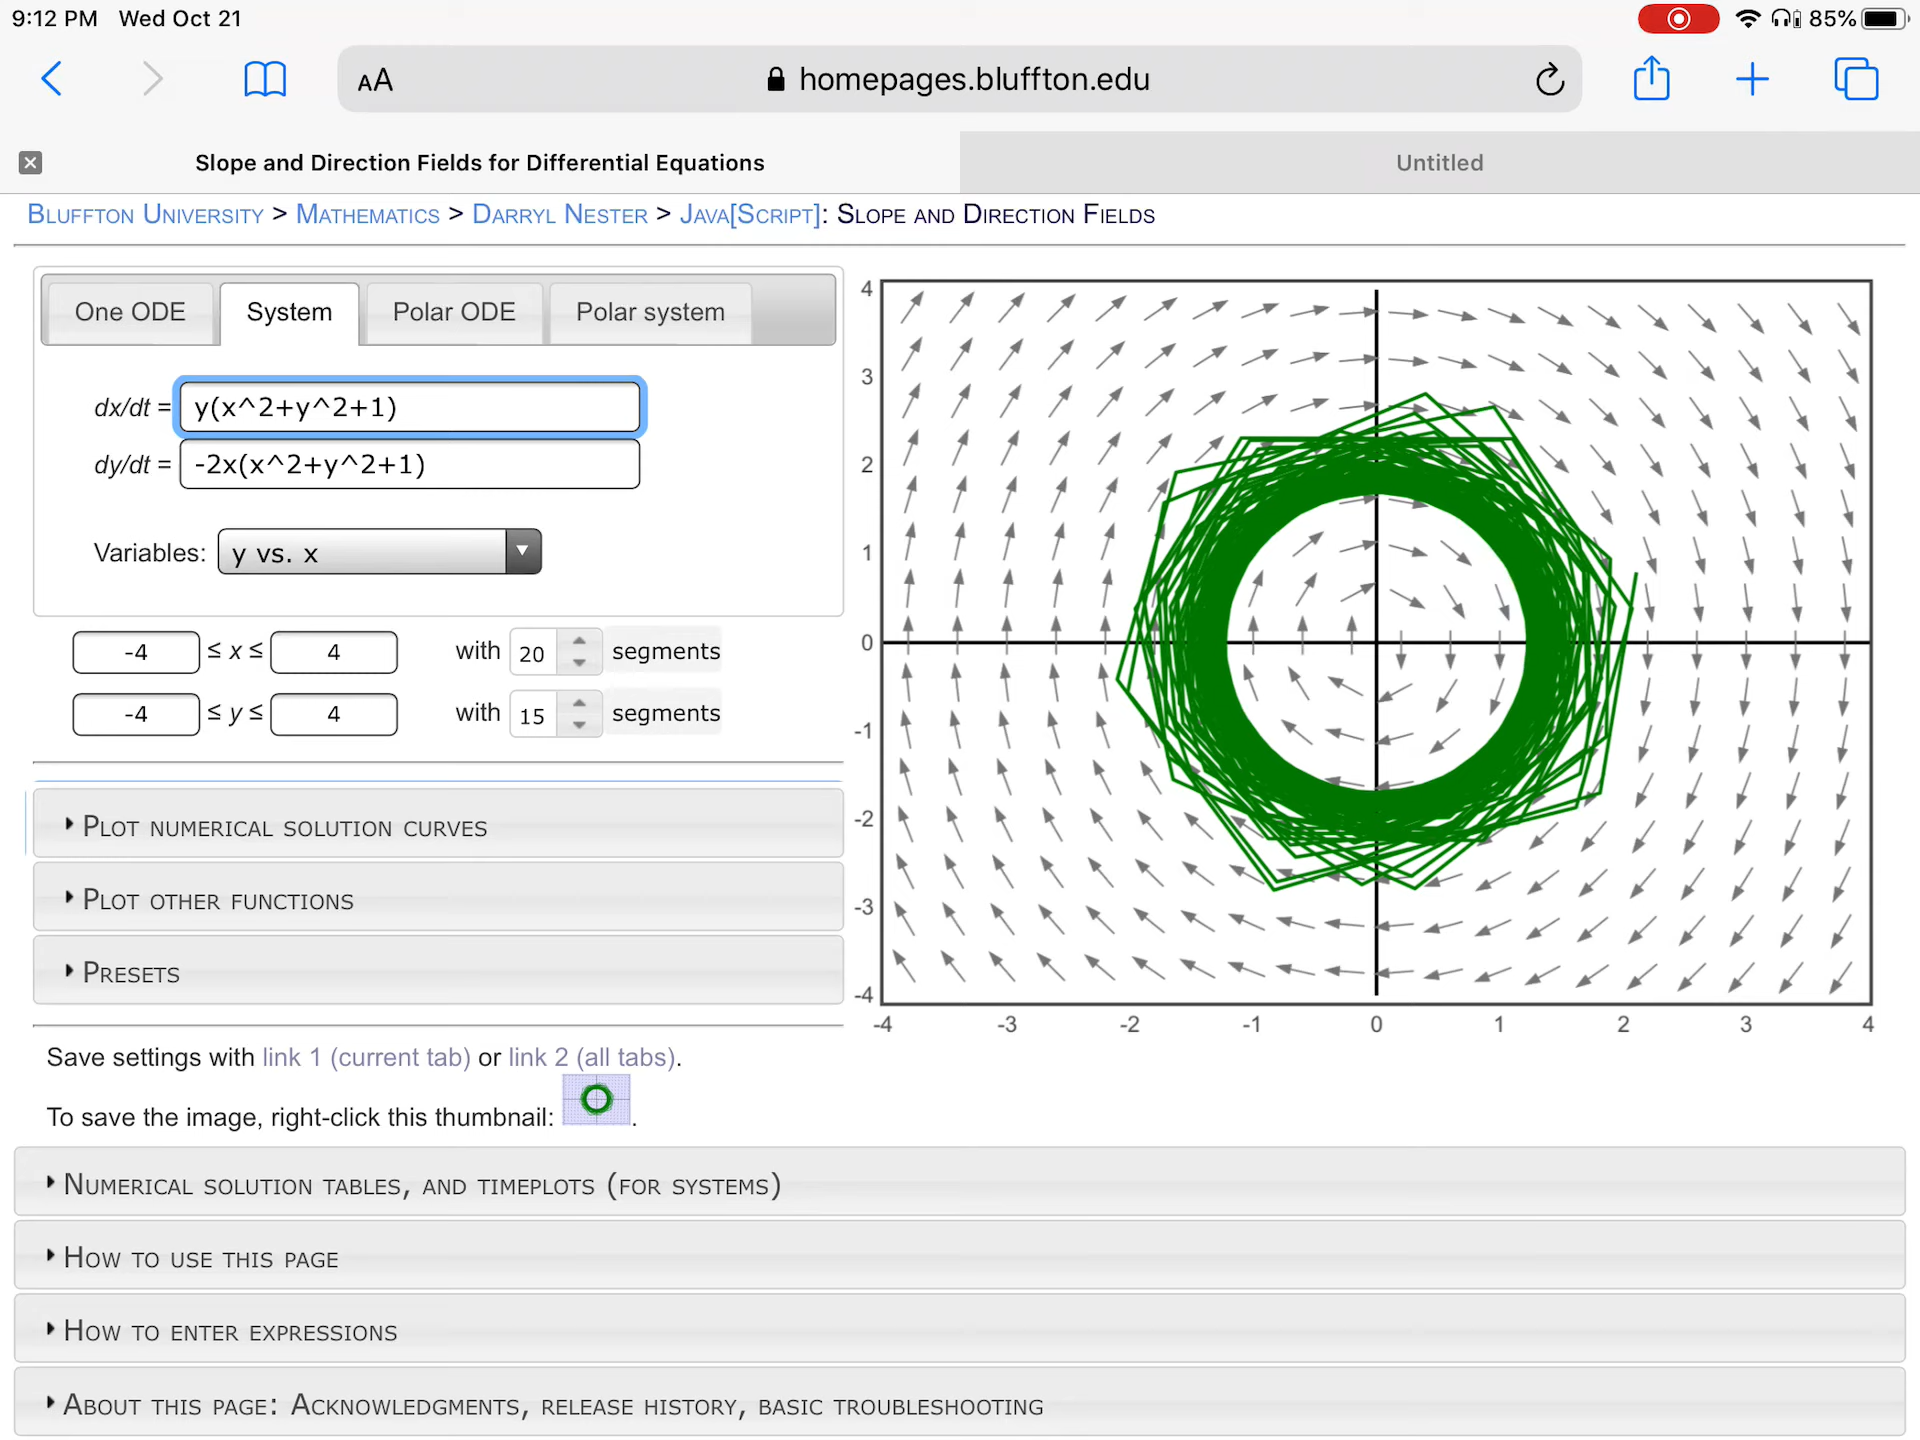 9:12 PM Wed Oct 21
85%
AA homepages.bluffton.edu
Slope and Direction Fields for Differential Equations
Untitled
Bluffton University > Mathematics > Darryl Nester > Java[Script]: Slope and Direction Fields
One ODE System Polar ODE Polar system
dx/dt = y(x^2+y^2+1)
dy/dt = -2x(x^2+y^2+1)
Variables: y vs. x
-4 ≤ x ≤ 4 with 20 segments
-4 ≤ y ≤ 4 with 15 segments
Plot numerical solution curves
Plot other functions
Presets
4
3
2
1
0
-1
-2
-3
-4
-4 -3 -2 -1 0 1 2 3 4
Save settings with link 1 (current tab) or link 2 (all tabs).
To save the image, right-click this thumbnail: .
Numerical solution tables, and timeplots (for systems)
How to use this page
How to enter expressions
About this page: Acknowledgments, release history, basic troubleshooting